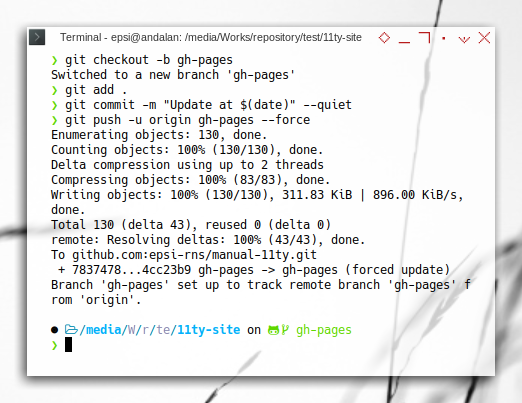 Terminal - epsi@andalan: /media/Works/repository/test/11ty-site
❯ git checkout -b gh-pages
Switched to a new branch 'gh-pages'
❯ git add .
❯ git commit -m "Update at $(date)" --quiet
❯ git push -u origin gh-pages --force
Enumerating objects: 130, done.
Counting objects: 100% (130/130), done.
Delta compression using up to 2 threads
Compressing objects: 100% (83/83), done.
Writing objects: 100% (130/130), 311.83 KiB | 896.00 KiB/s,
done.
Total 130 (delta 43), reused 0 (delta 0)
remote: Resolving deltas: 100% (43/43), done.
To github.com:epsi-rns/manual-11ty.git
 + 7837478...4cc23b9 gh-pages -> gh-pages (forced update)
Branch 'gh-pages' set up to track remote branch 'gh-pages' f
rom 'origin'.
● /media/W/r/te/11ty-site on gh-pages
❯